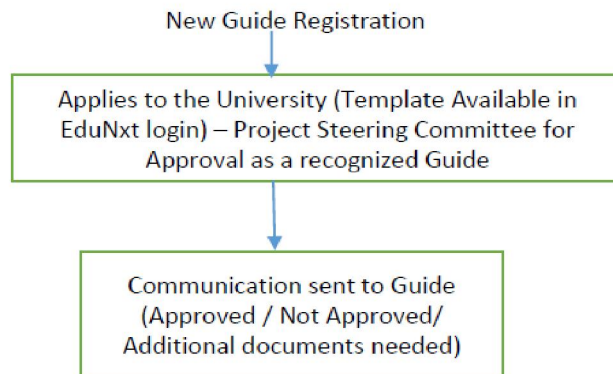 New Guide Registration
Applies to the University (Template Available in
EduNxt login) – Project Steering Committee for
Approval as a recognized Guide
Communication sent to Guide
(Approved / Not Approved/
Additional documents needed)